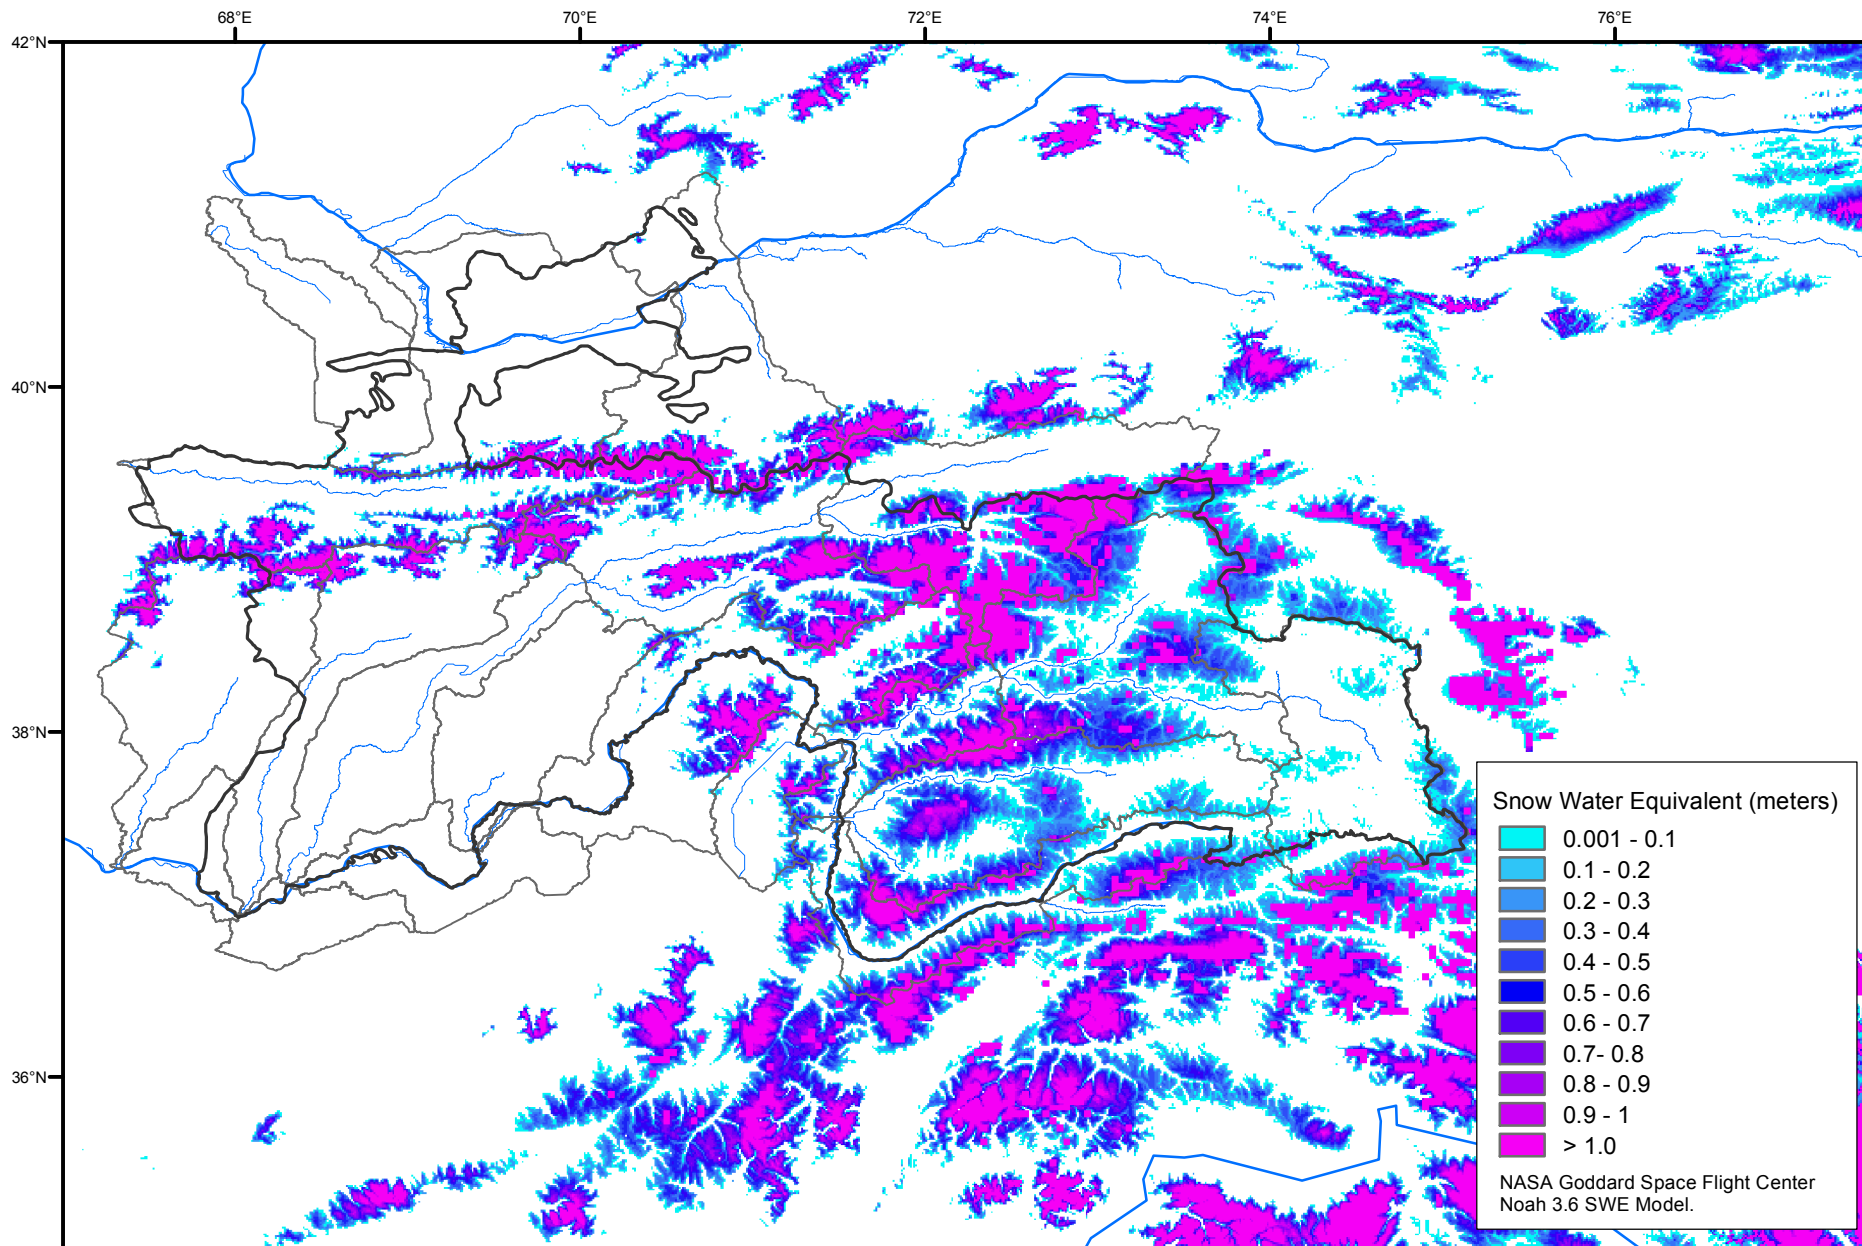 68°E 70°E 72°E 74°E 76°E
42°N
40°N
38°N
36°N
Snow Water Equivalent (meters)
0.001 - 0.1
0.1 - 0.2
0.2 - 0.3
0.3 - 0.4
0.4 - 0.5
0.5 - 0.6
0.6 - 0.7
0.7- 0.8
0.8 - 0.9
0.9 - 1
> 1.0
NASA Goddard Space Flight Center
Noah 3.6 SWE Model.